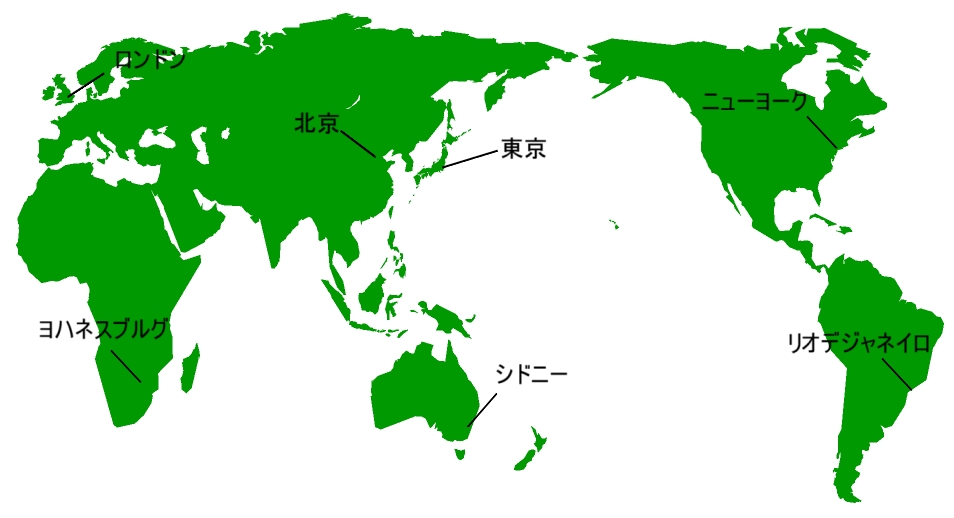 ロンドン
ニューヨーク
北京
東京
ヨハネスブルグ
リオデジャネイロ
シドニー